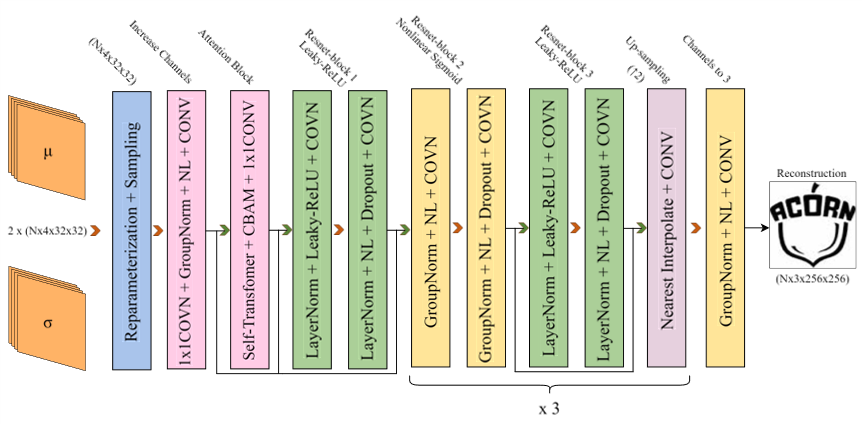 (Nx4x32x32)
Increase Channels
Attention Block
Resnet-block 1
Leaky-ReLU
Resnet-block 2
Nonlinear Sigmoid
Resnet-block 3
Leaky-ReLU
Up-sampling
(↑2)
Channels to 3
μ
2 x (Nx4x32x32)
σ
Reparameterization + Sampling
1x1COVN + GroupNorm + NL + CONV
Self-Transfomer + CBAM + 1x1CONV
LayerNorm + Leaky-ReLU + COVN
LayerNorm + NL + Dropout + COVN
GroupNorm + NL + COVN
GroupNorm + NL + Dropout + COVN
LayerNorm + Leaky-ReLU + COVN
LayerNorm + NL + Dropout + COVN
Nearest Interpolate + CONV
GroupNorm + NL + CONV
Reconstruction
ACORN
(Nx3x256x256)
x 3